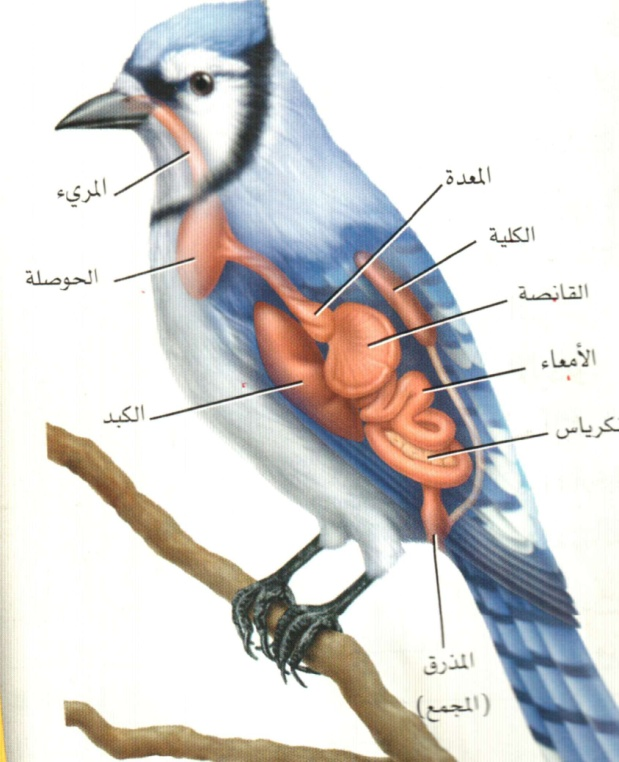 المعدة
المريء
الكلية
الحوصلة
القانصة
الأمعاء
الكبد
نكرياس
المذرق
(المجمع)